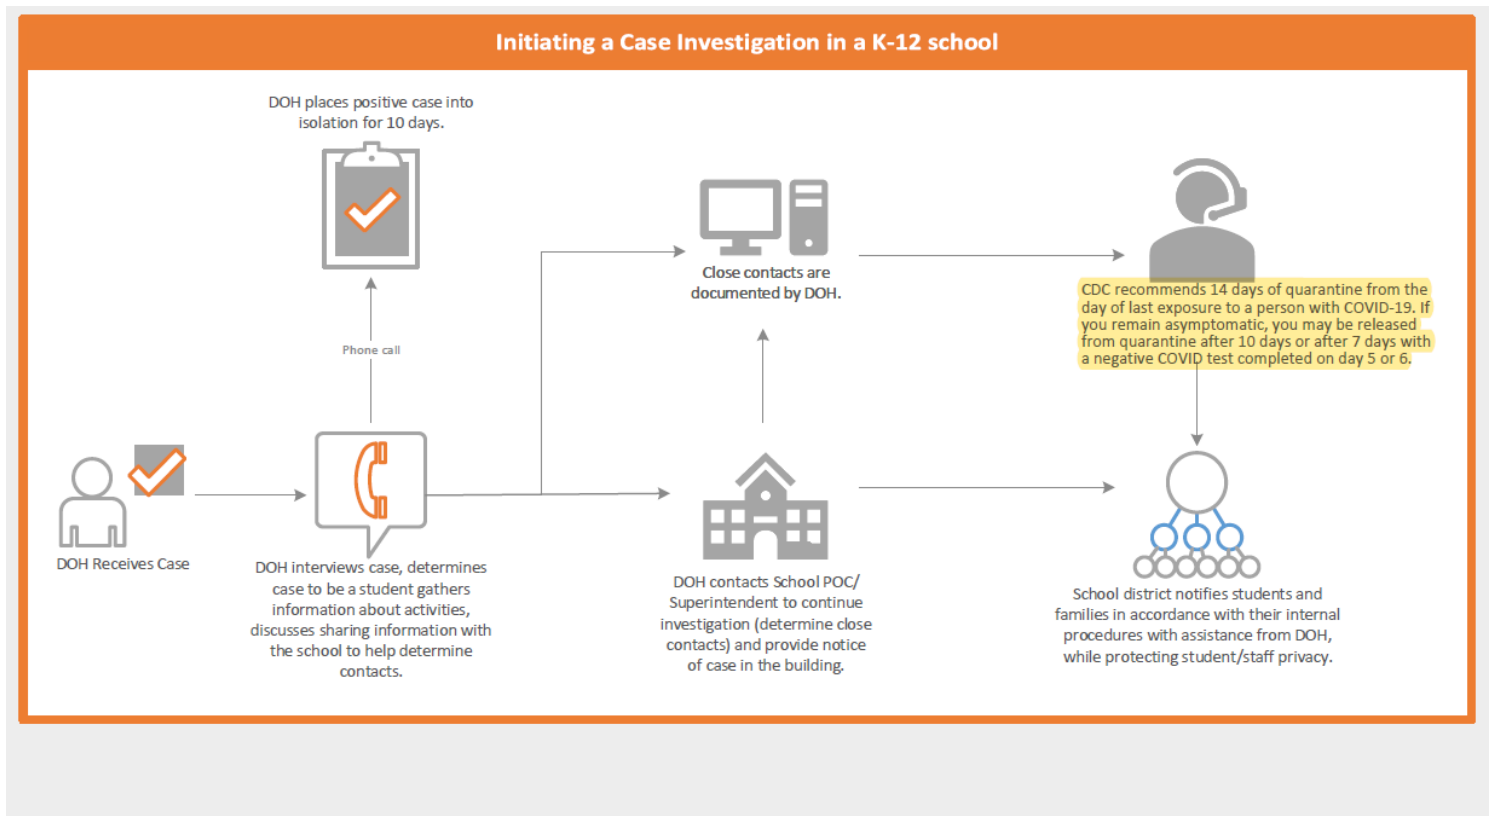 Initiating a Case Investigation in a K-12 school
DOH places positive case into
isolation for 10 days.
Phone call
DOH Receives Case
DOH interviews case, determines
case to be a student gathers
information about activities,
discusses sharing information with
the school to help determine
contacts.
Close contacts are
documented by DOH.
DOH contacts School POC/
Superintendent to continue
investigation (determine close
contacts) and provide notice
of case in the building.
CDC recommends 14 days of quarantine from the
day of last exposure to a person with COVID-19. If
you remain asymptomatic, you may be released
from quarantine after 10 days or after 7 days with
a negative COVID test completed on day 5 or 6.
School district notifies students and
families in accordance with their internal
procedures with assistance from DOH,
while protecting student/staff privacy.